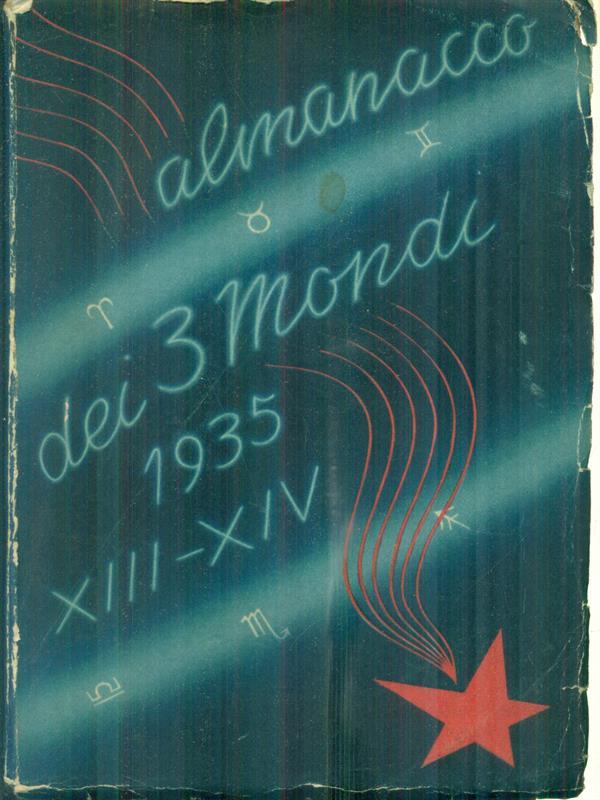 almanacco
dei 3 Mondi
1935
XIII-XIV